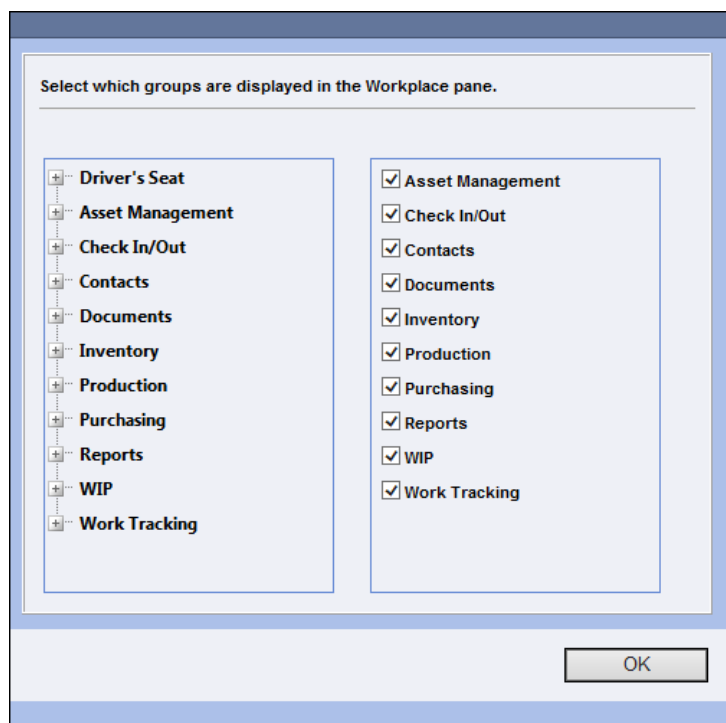 Select which groups are displayed in the Workplace pane.
Driver's Seat
Asset Management
Check In/Out
Contacts
Documents
Inventory
Production
Purchasing
Reports
WIP
Work Tracking
Asset Management
Check In/Out
Contacts
Documents
Inventory
Production
Purchasing
Reports
WIP
Work Tracking
OK